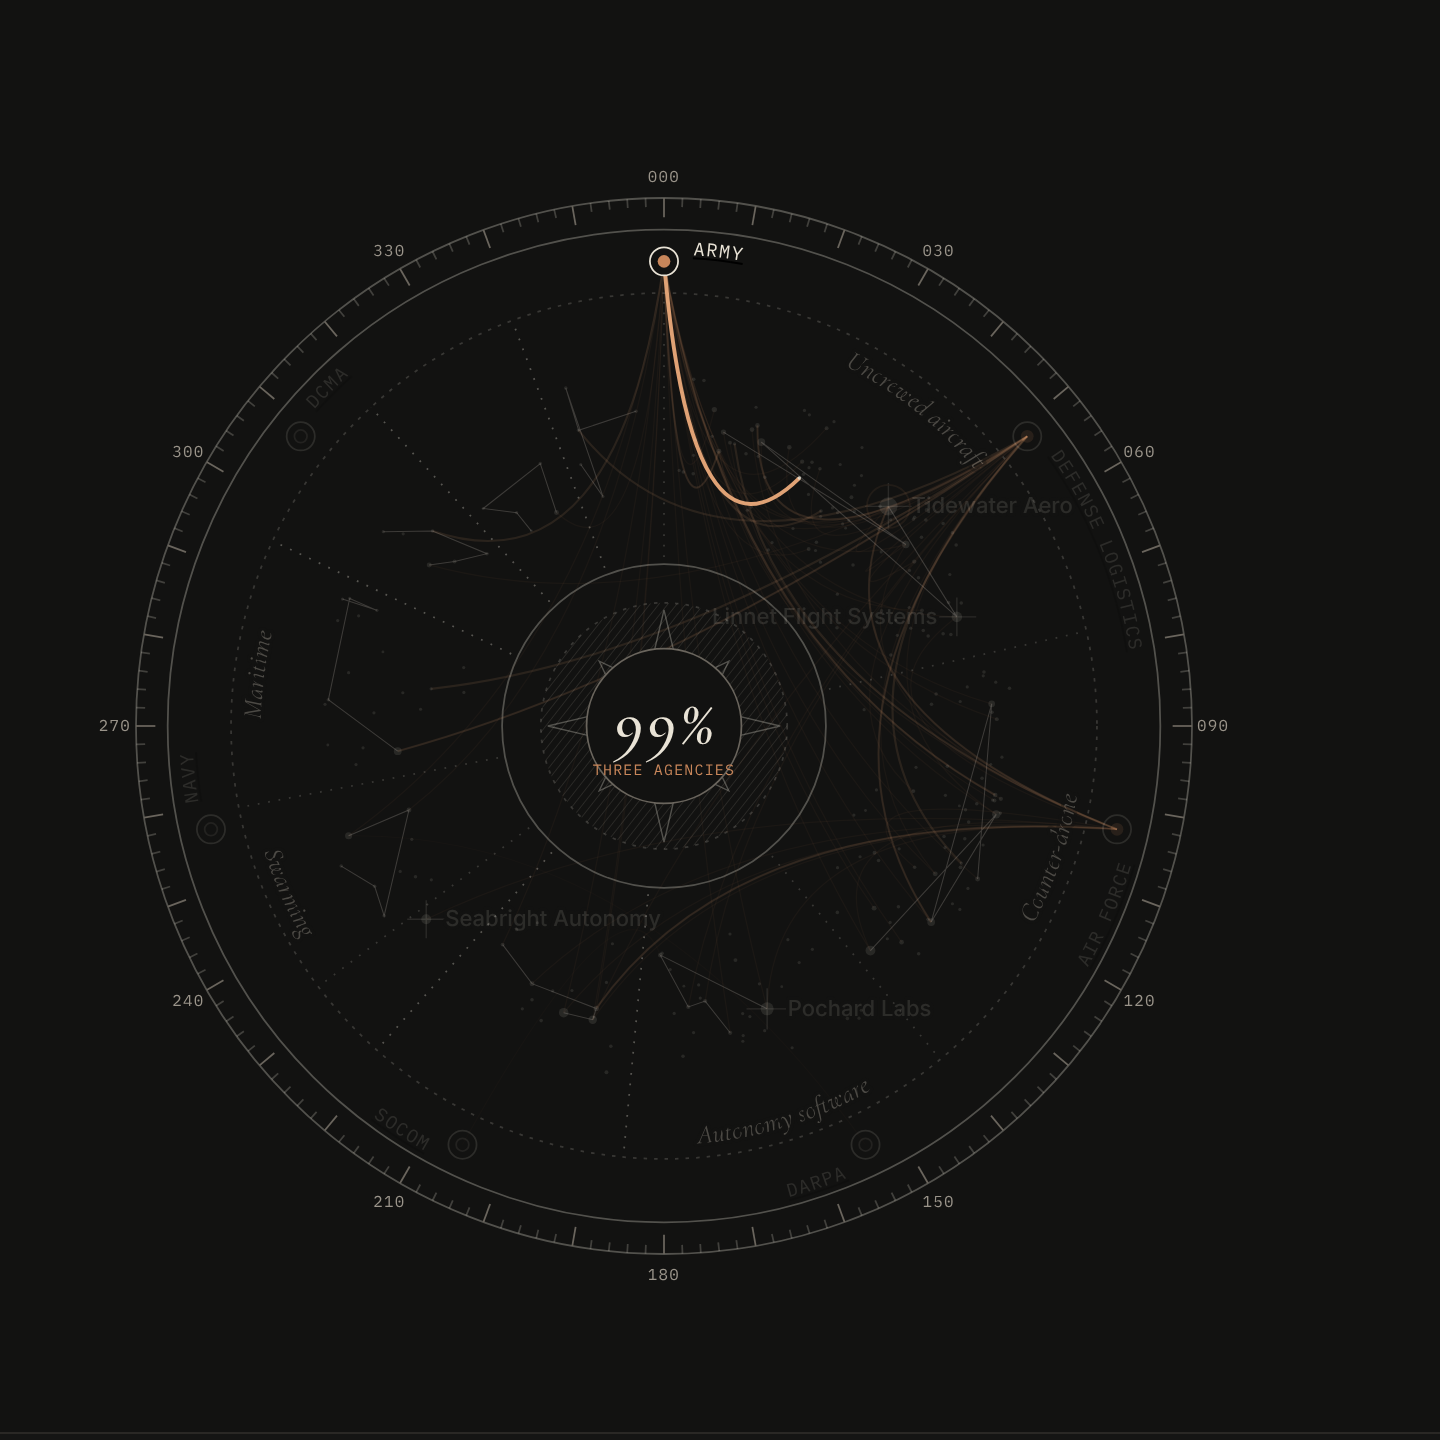 000
330
030
ARMY
DCMA
Uncrewed aircraft
300
060
DEFENSE LOGISTICS
Tidewater Aero
Linnet Flight Systems
Maritime
270
99%
THREE AGENCIES
090
NAVY
Counter-drone
Swarming
AIR FORCE
Seabright Autonomy
240
120
Pochard Labs
SOCOM
Autonomy software
DARPA
210
150
180